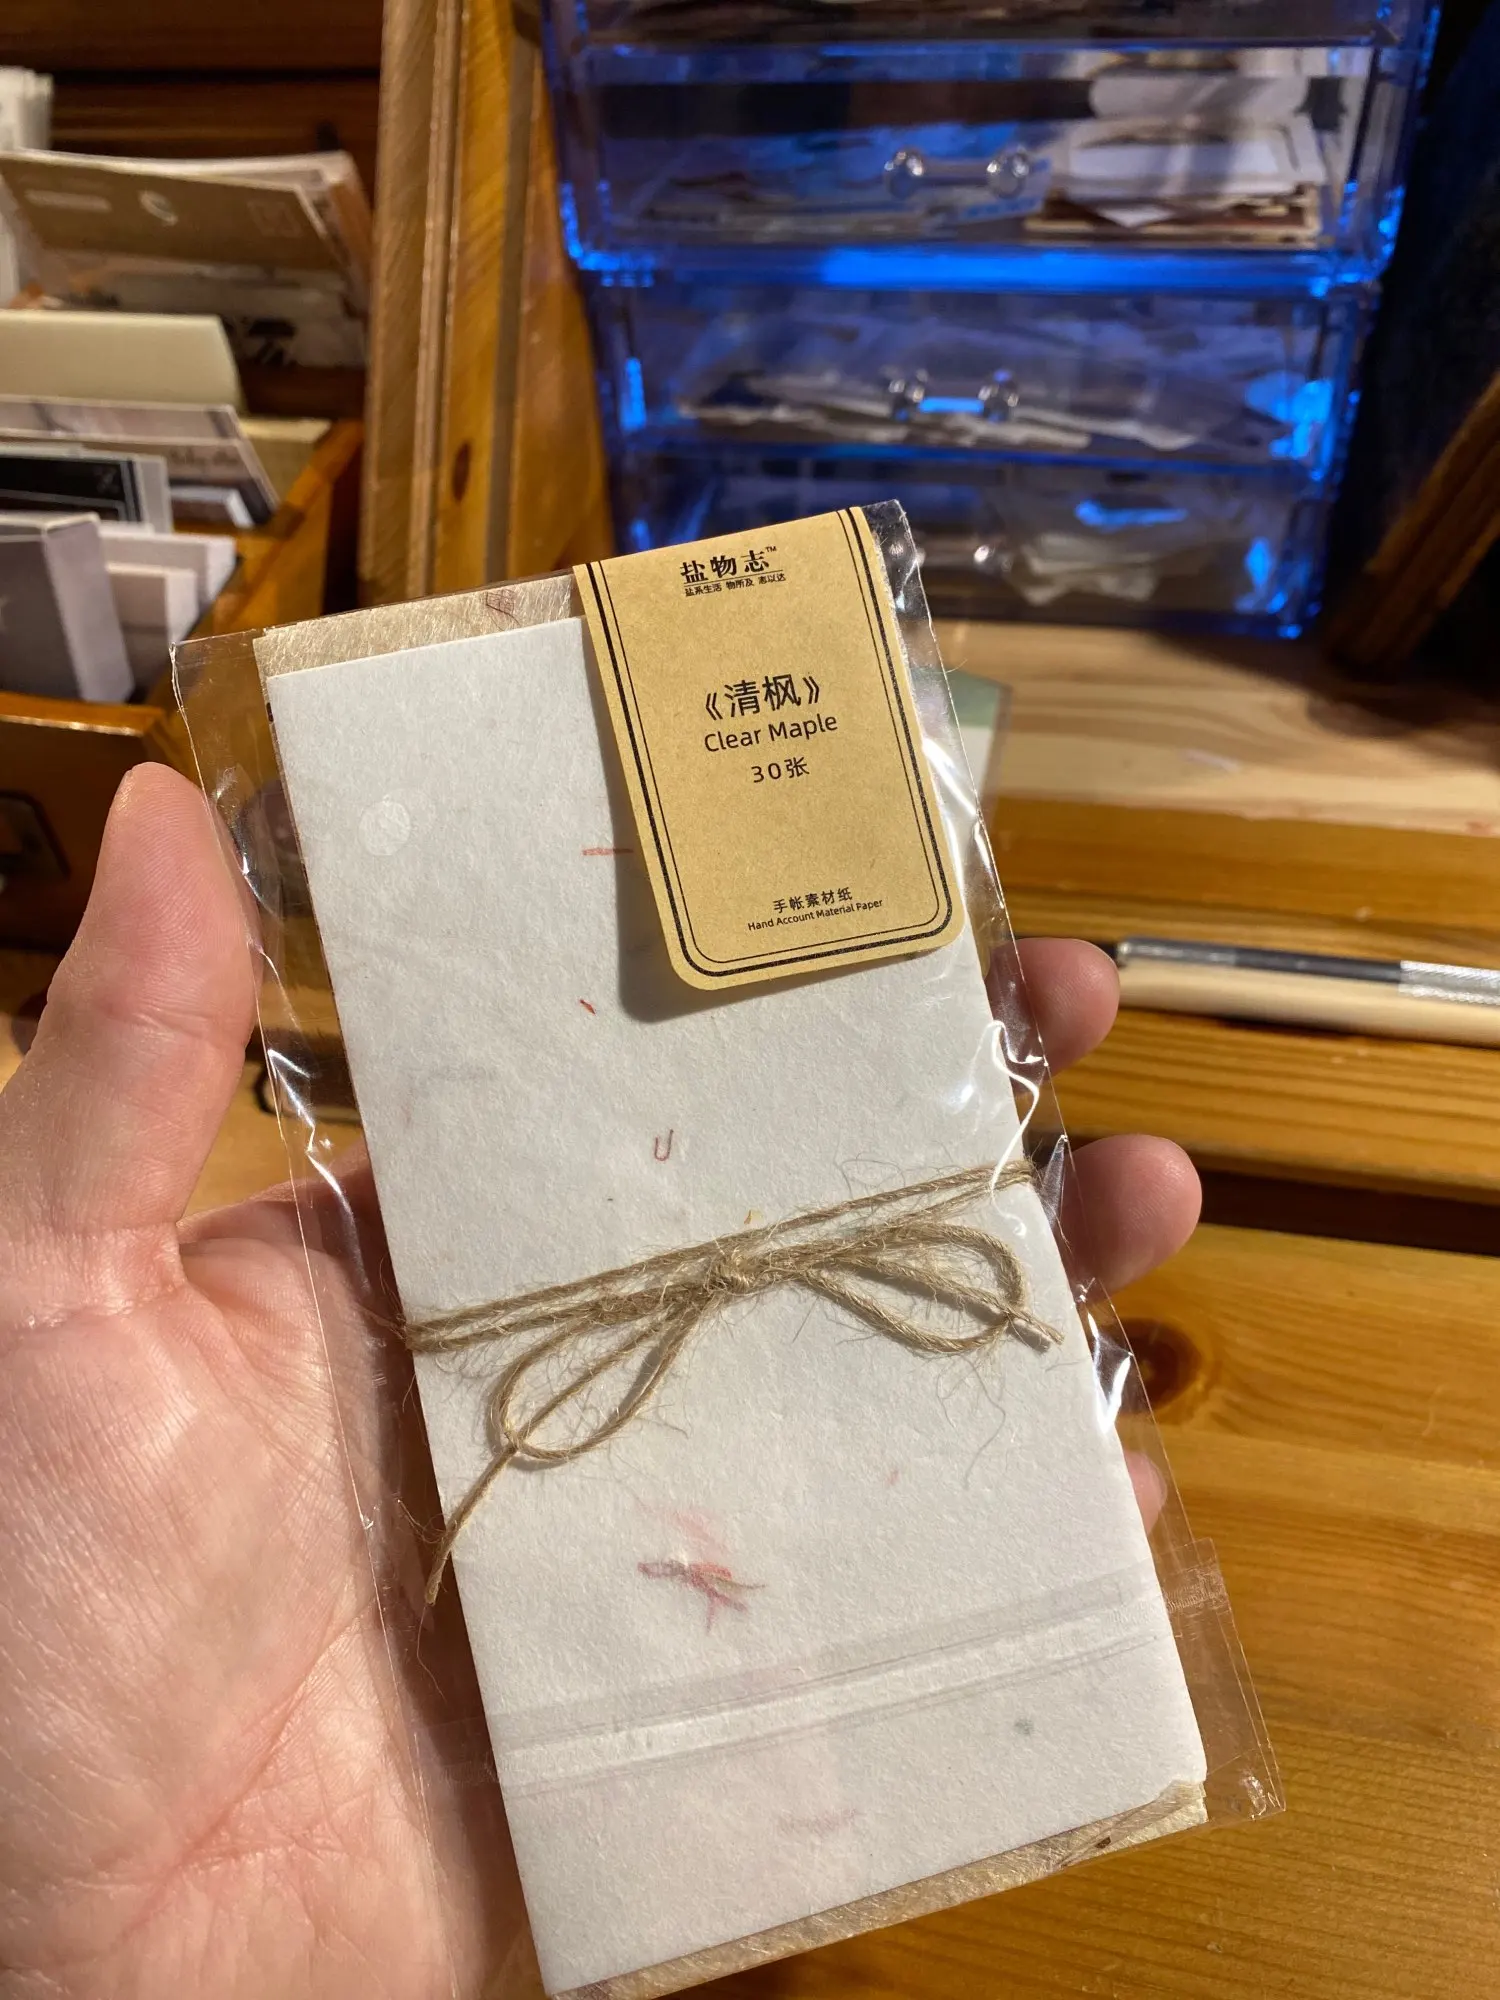 盐物志™
盐系生活 物所及 志以达
《清枫》
Clear Maple
30张
手帐素材纸
Hand Account Material Paper